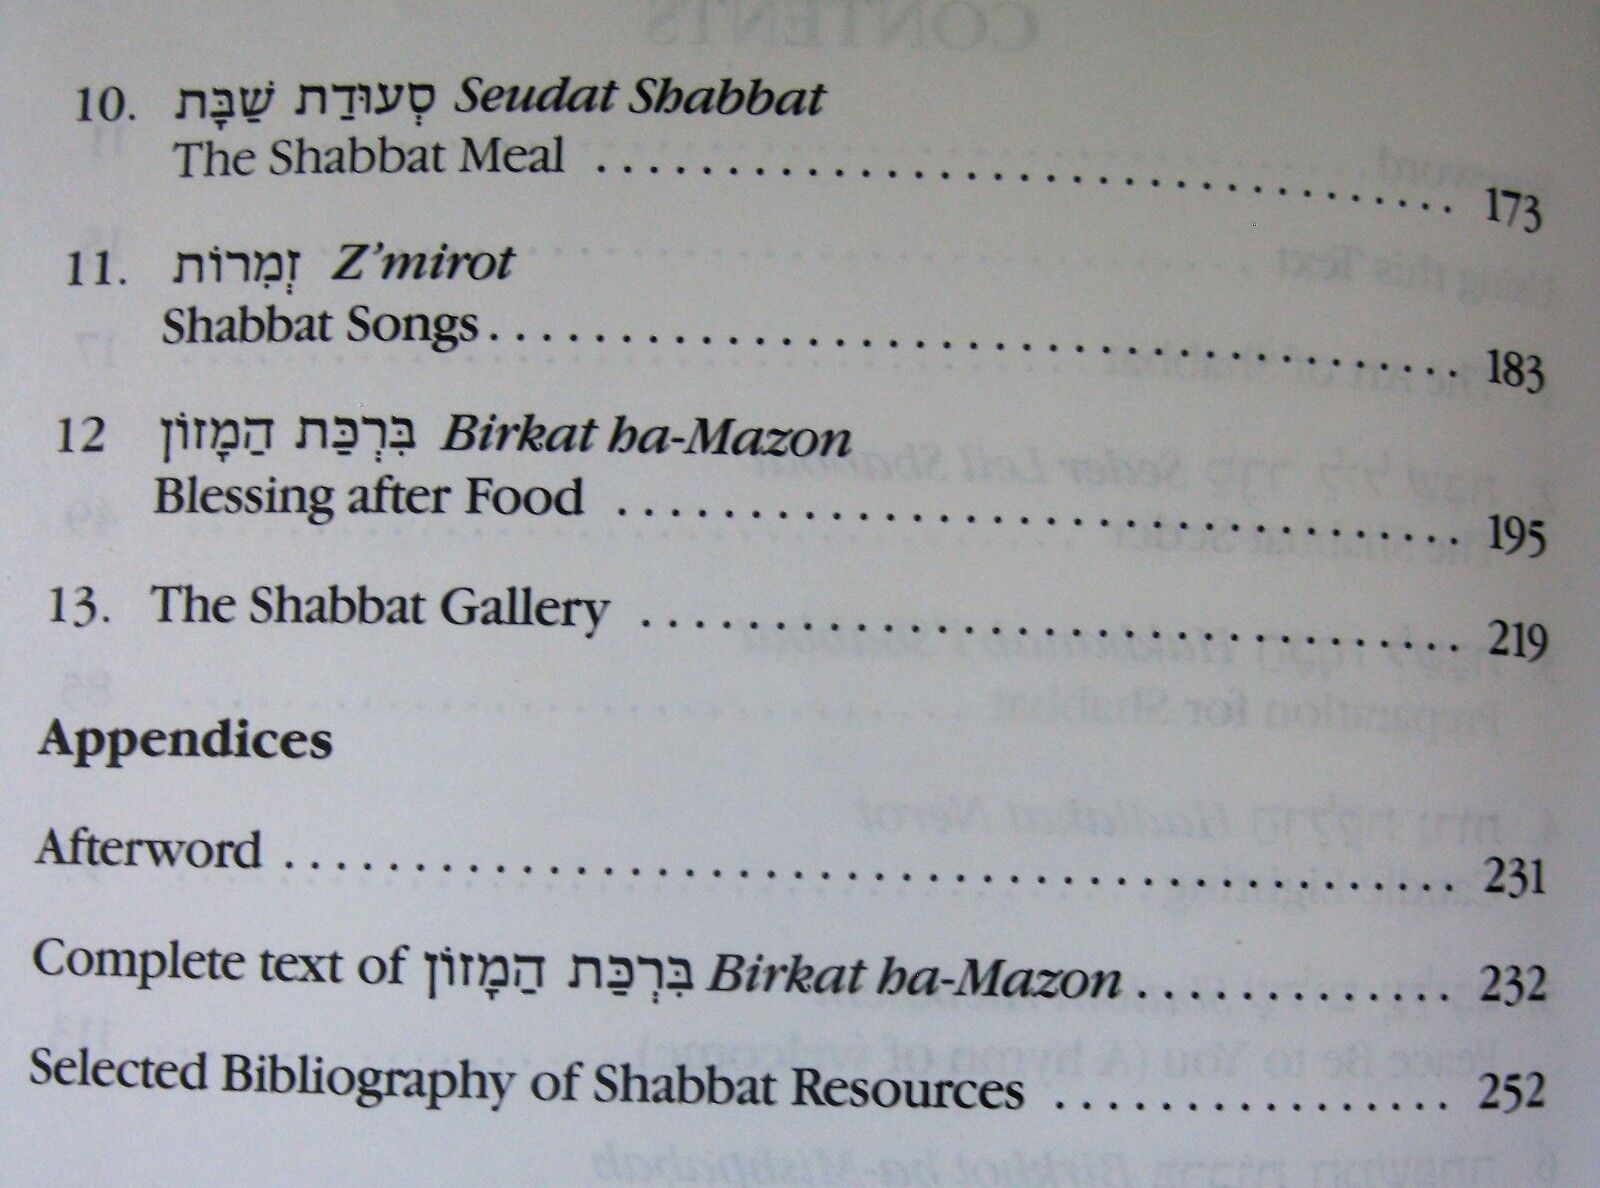 10. סְעוּדַת שַׁבָּת Seudat Shabbat
The Shabbat Meal . . . . . . . . . . . . . . . . . . . . . . . . . . . . . . . . . . . . . . . . 173
11. זְמִרוֹת Z'mirot
Shabbat Songs. . . . . . . . . . . . . . . . . . . . . . . . . . . . . . . . . . . . . . . . . . . . . 183
12 בִּרְכַּת הַמָּזוֹן Birkat ha-Mazon
Blessing after Food . . . . . . . . . . . . . . . . . . . . . . . . . . . . . . . . . . . . . . . 195
13. The Shabbat Gallery . . . . . . . . . . . . . . . . . . . . . . . . . . . . . . . . . . . . . . 219
Appendices
Afterword . . . . . . . . . . . . . . . . . . . . . . . . . . . . . . . . . . . . . . . . . . . . . . . . . . . . . . 231
Complete text of בִּרְכַּת הַמָּזוֹן Birkat ha-Mazon . . . . . . . . . . . . . . . 232
Selected Bibliography of Shabbat Resources . . . . . . . . . . . . . . . . . . 252